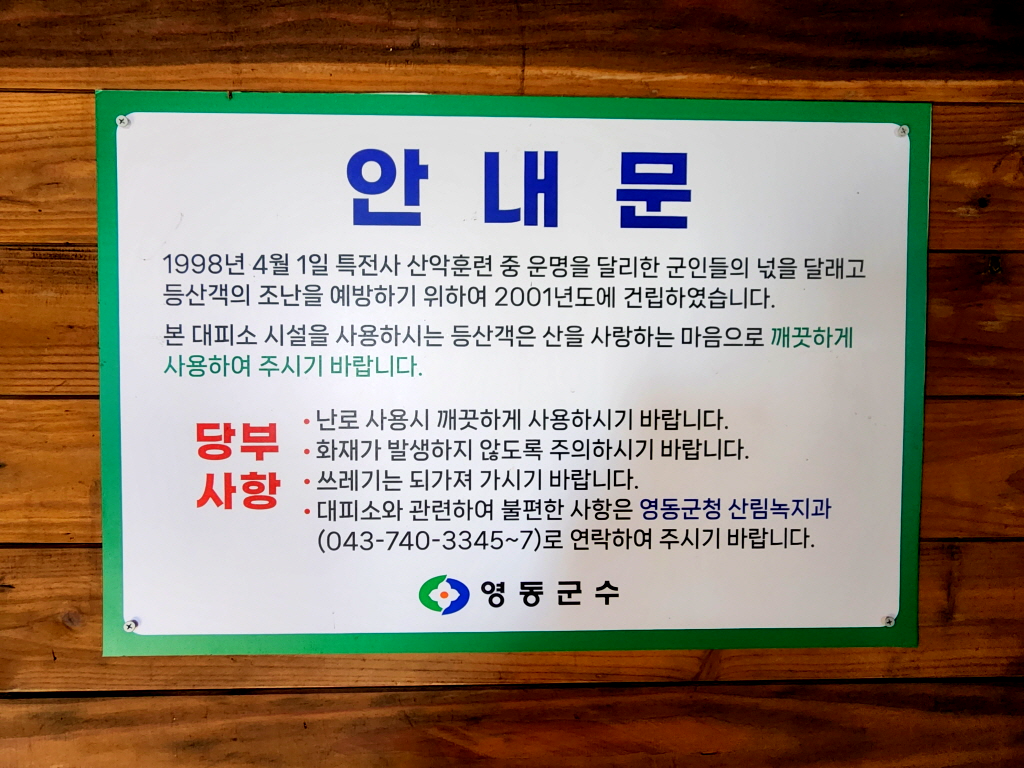 안내문
1998년 4월 1일 특전사 산악훈련 중 운명을 달리한 군인들의 넋을 달래고
등산객의 조난을 예방하기 위하여 2001년도에 건립하였습니다.
본 대피소 시설을 사용하시는 등산객은 산을 사랑하는 마음으로 깨끗하게
사용하여 주시기 바랍니다.
당부
사항
• 난로 사용시 깨끗하게 사용하시기 바랍니다.
• 화재가 발생하지 않도록 주의하시기 바랍니다.
• 쓰레기는 되가져 가시기 바랍니다.
• 대피소와 관련하여 불편한 사항은 영동군청 산림녹지과
(043-740-3345~7)로 연락하여 주시기 바랍니다.
영동군수